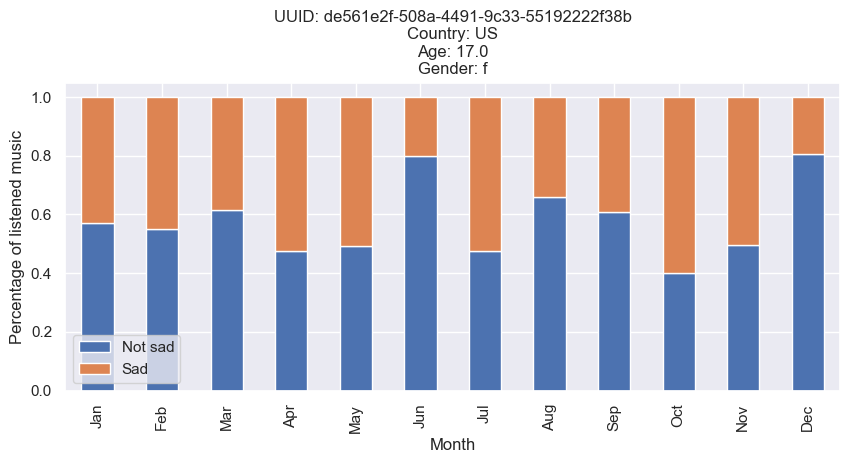 UUID: de561e2f-508a-4491-9c33-55192222f38b
Country: US
Age: 17.0
Gender: f
Percentage of listened music
1.0
0.8
0.6
0.4
0.2
0.0
Not sad
Sad
Jan Feb Mar Apr May Jun Jul Aug Sep Oct Nov Dec
Month